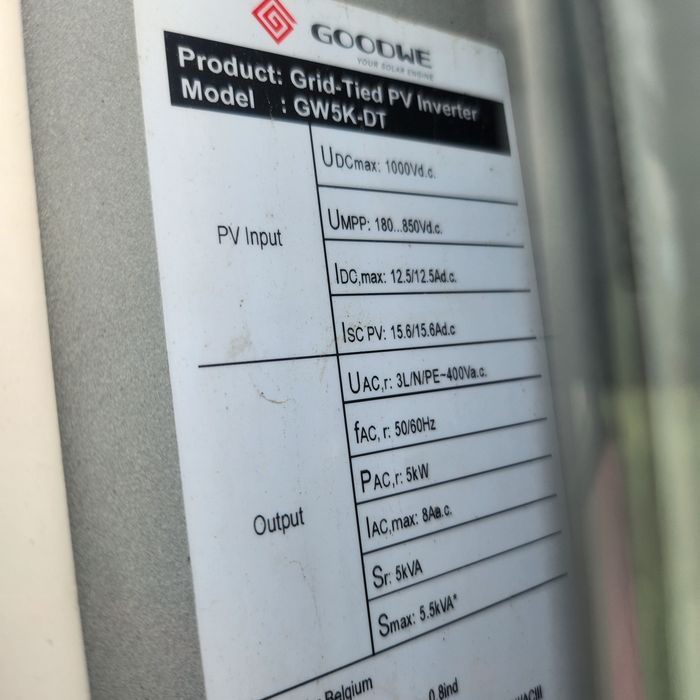 GOODWE
YOUR SOLAR ENGINE
Product: Grid-Tied PV Inverter
Model : GW5K-DT
PV Input
UDCmax: 1000Vd.c.
UMPP: 180...850Vd.c.
IDC,max: 12.5/12.5Ad.c.
ISC PV: 15.6/15.6Ad.c
Output
UAC,r: 3L/N/PE~400Va.c.
fAC, r: 50/60Hz
PAC,r: 5kW
IAC,max: 8Aa.c.
Sr: 5kVA
Smax: 5.5kVA*
Belgium
0.8ind